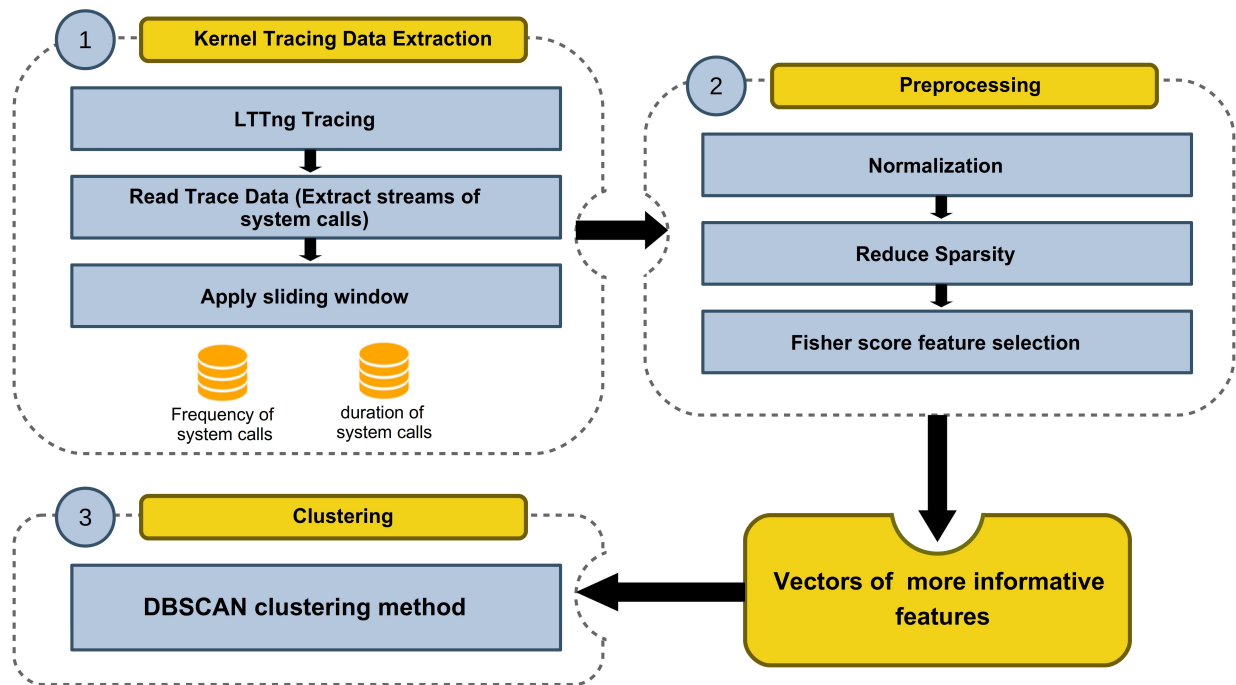 1
Kernel Tracing Data Extraction
LTTng Tracing
Read Trace Data (Extract streams of
system calls)
Apply sliding window
Frequency of
system calls
duration of
system calls
2
Preprocessing
Normalization
Reduce Sparsity
Fisher score feature selection
Vectors of more informative
features
3
Clustering
DBSCAN clustering method